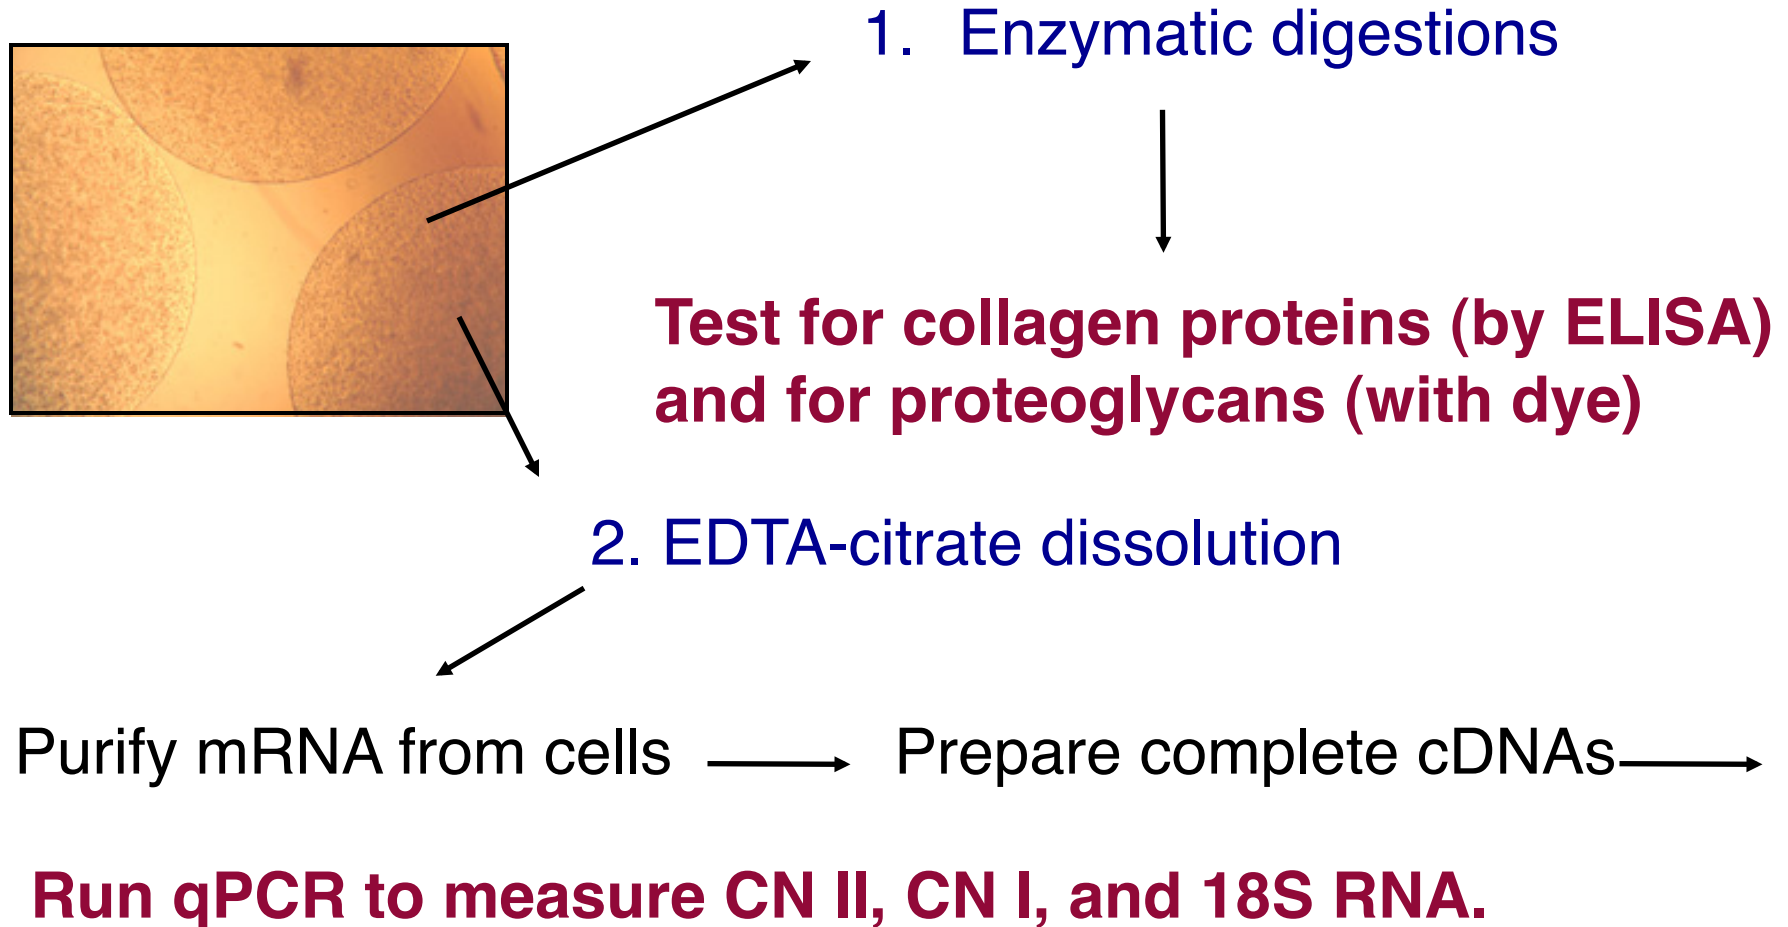 1. Enzymatic digestions
Test for collagen proteins (by ELISA)
and for proteoglycans (with dye)
2. EDTA-citrate dissolution
Purify mRNA from cells
Prepare complete cDNAs
Run qPCR to measure CN II, CN I, and 18S RNA.